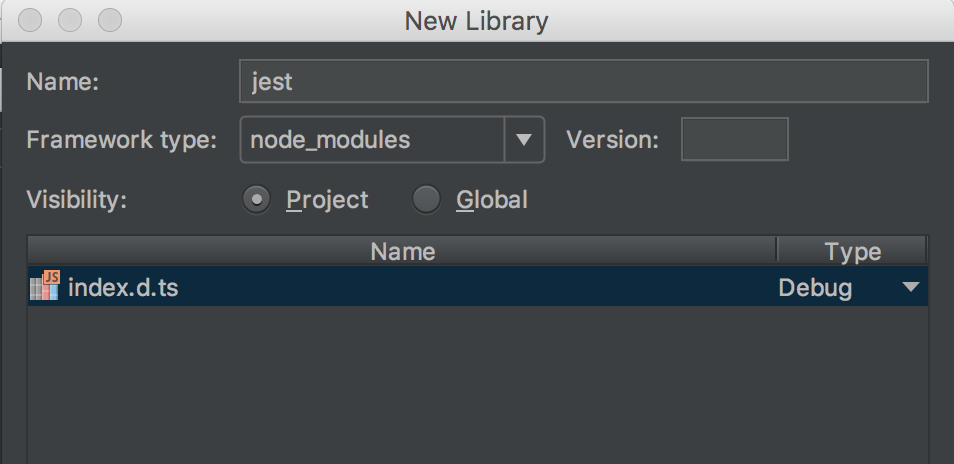 New Library
Name: jest
Framework type: node_modules Version:
Visibility: Project Global
Name Type
JS index.d.ts Debug